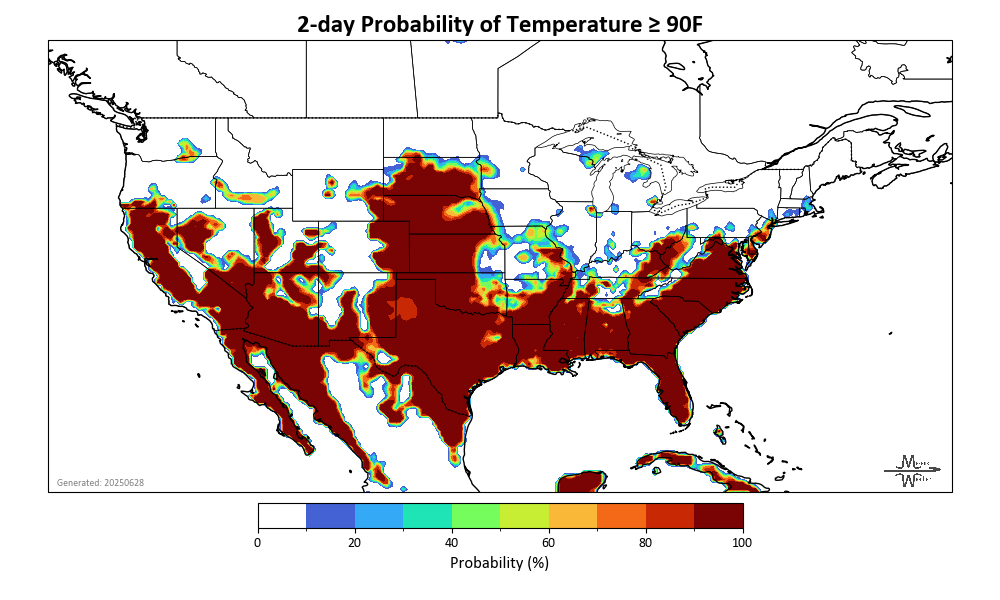 2-day Probability of Temperature ≥ 90F
Generated: 20250628
0 20 40 60 80 100
Probability (%)